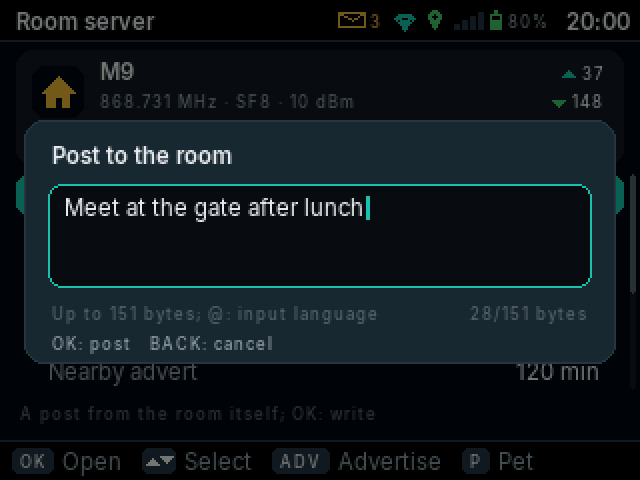 Room server 3 80% 20:00
M9 37
868.731 MHz · SF8 · 10 dBm 148
Post to the room
Meet at the gate after lunch
Up to 151 bytes; @: input language 28/151 bytes
OK: post BACK: cancel
Nearby advert 120 min
A post from the room itself; OK: write
OK Open Select ADV Advertise P Pet